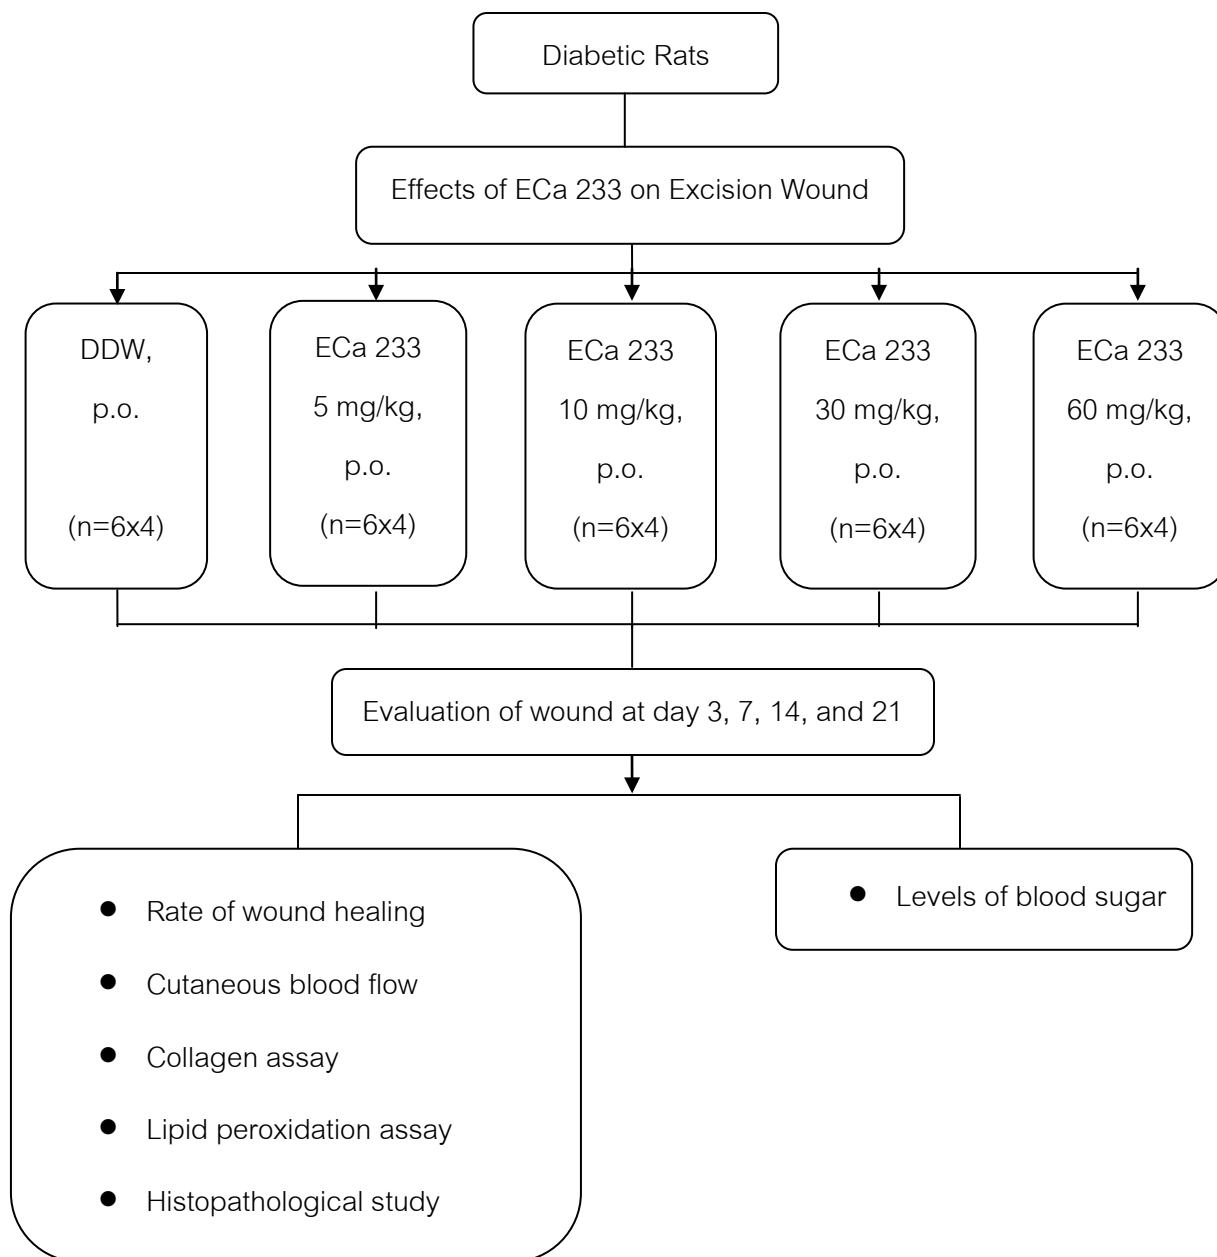 Diabetic Rats
Effects of ECa 233 on Excision Wound
DDW,
p.o.
(n=6x4)
ECa 233
5 mg/kg,
p.o.
(n=6x4)
ECa 233
10 mg/kg,
p.o.
(n=6x4)
ECa 233
30 mg/kg,
p.o.
(n=6x4)
ECa 233
60 mg/kg,
p.o.
(n=6x4)
Evaluation of wound at day 3, 7, 14, and 21
● Rate of wound healing
● Cutaneous blood flow
● Collagen assay
● Lipid peroxidation assay
● Histopathological study
● Levels of blood sugar